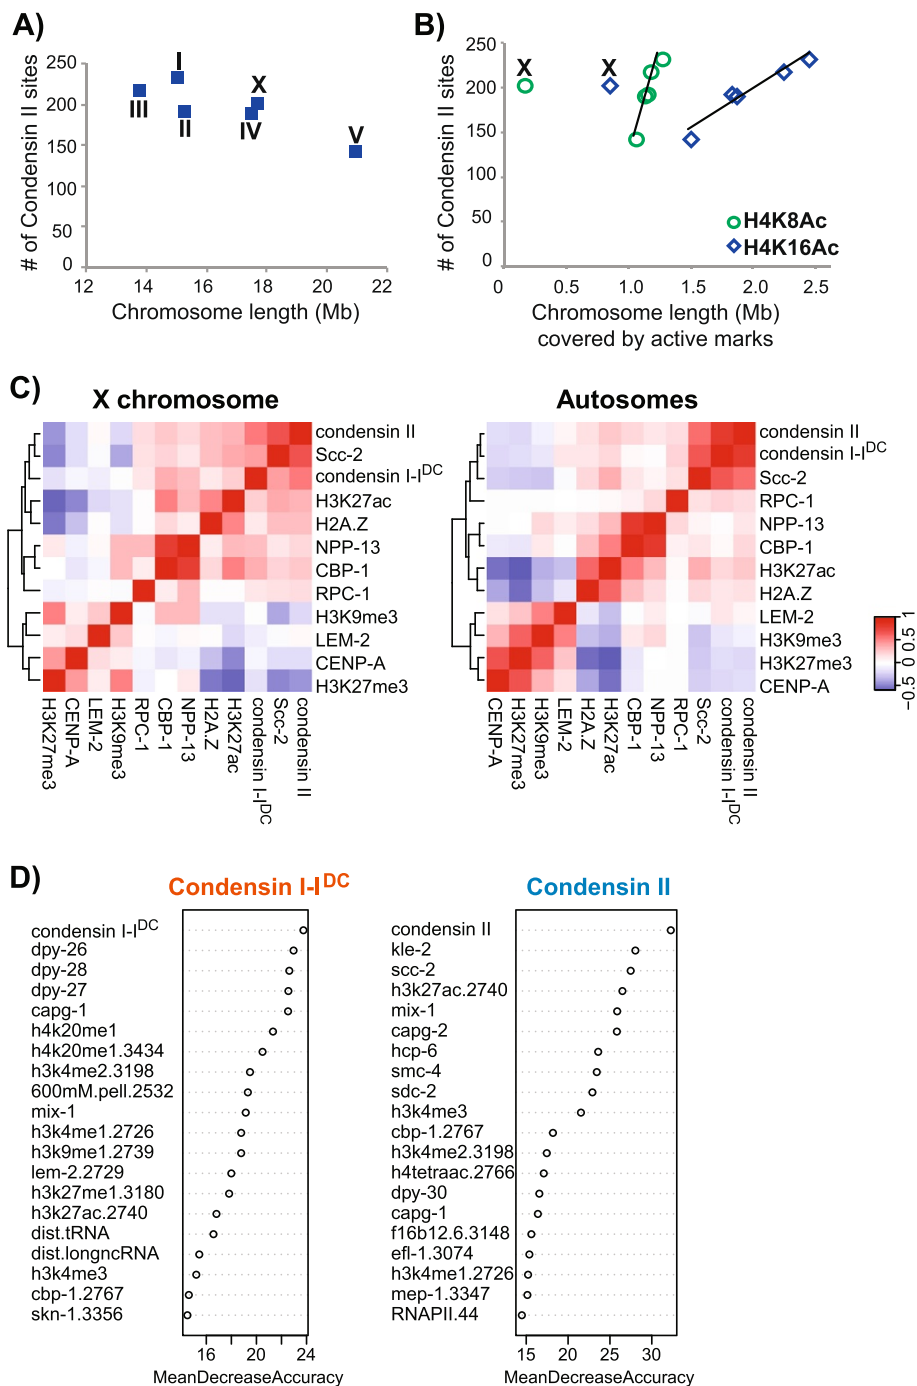 A)
# of Condensin II sites
250
200
150
100
50
0
I
III
II
X
IV
V
12
14
16
18
20
22
Chromosome length (Mb)
B)
# of Condensin II sites
250
200
150
100
50
0
X
X
H4K8Ac
H4K16Ac
0
0.5
1.0
1.5
2.0
2.5
Chromosome length (Mb)
covered by active marks
C)
X chromosome
condensin II
Scc-2
condensin I-I^DC
H3K27ac
H2A.Z
NPP-13
CBP-1
RPC-1
H3K9me3
LEM-2
CENP-A
H3K27me3
H3K27me3
CENP-A
LEM-2
H3K9me3
RPC-1
CBP-1
NPP-13
H2A.Z
H3K27ac
condensin I-I^DC
Scc-2
condensin II
Autosomes
condensin II
condensin I-I^DC
Scc-2
RPC-1
NPP-13
CBP-1
H3K27ac
H2A.Z
LEM-2
H3K9me3
H3K27me3
CENP-A
CENP-A
H3K27me3
H3K9me3
LEM-2
H2A.Z
H3K27ac
CBP-1
NPP-13
RPC-1
Scc-2
condensin I-I^DC
condensin II
−0.5 0 0.5 1
D)
Condensin I-I^DC
condensin I-I^DC
dpy-26
dpy-28
dpy-27
capg-1
h4k20me1
h4k20me1.3434
h3k4me2.3198
600mM.pell.2532
mix-1
h3k4me1.2726
h3k9me1.2739
lem-2.2729
h3k27me1.3180
h3k27ac.2740
dist.tRNA
dist.longncRNA
h3k4me3
cbp-1.2767
skn-1.3356
16
20
24
MeanDecreaseAccuracy
Condensin II
condensin II
kle-2
scc-2
h3k27ac.2740
mix-1
capg-2
hcp-6
smc-4
sdc-2
h3k4me3
cbp-1.2767
h3k4me2.3198
h4tetraac.2766
dpy-30
capg-1
f16b12.6.3148
efl-1.3074
h3k4me1.2726
mep-1.3347
RNAPII.44
15
20
25
30
MeanDecreaseAccuracy